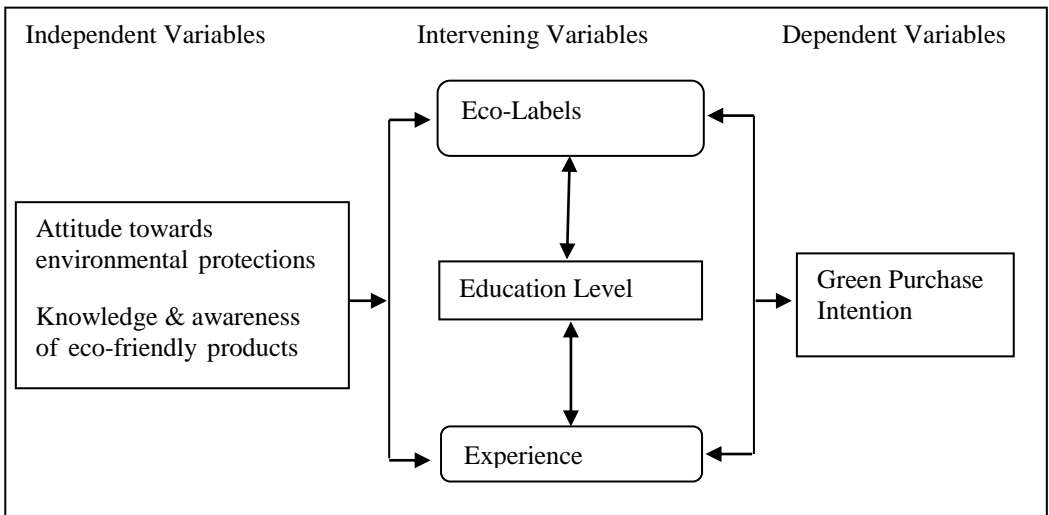 Independent Variables
Intervening Variables
Dependent Variables
Eco-Labels
Attitude towards
environmental protections
Knowledge & awareness
of eco-friendly products
Education Level
Green Purchase
Intention
Experience